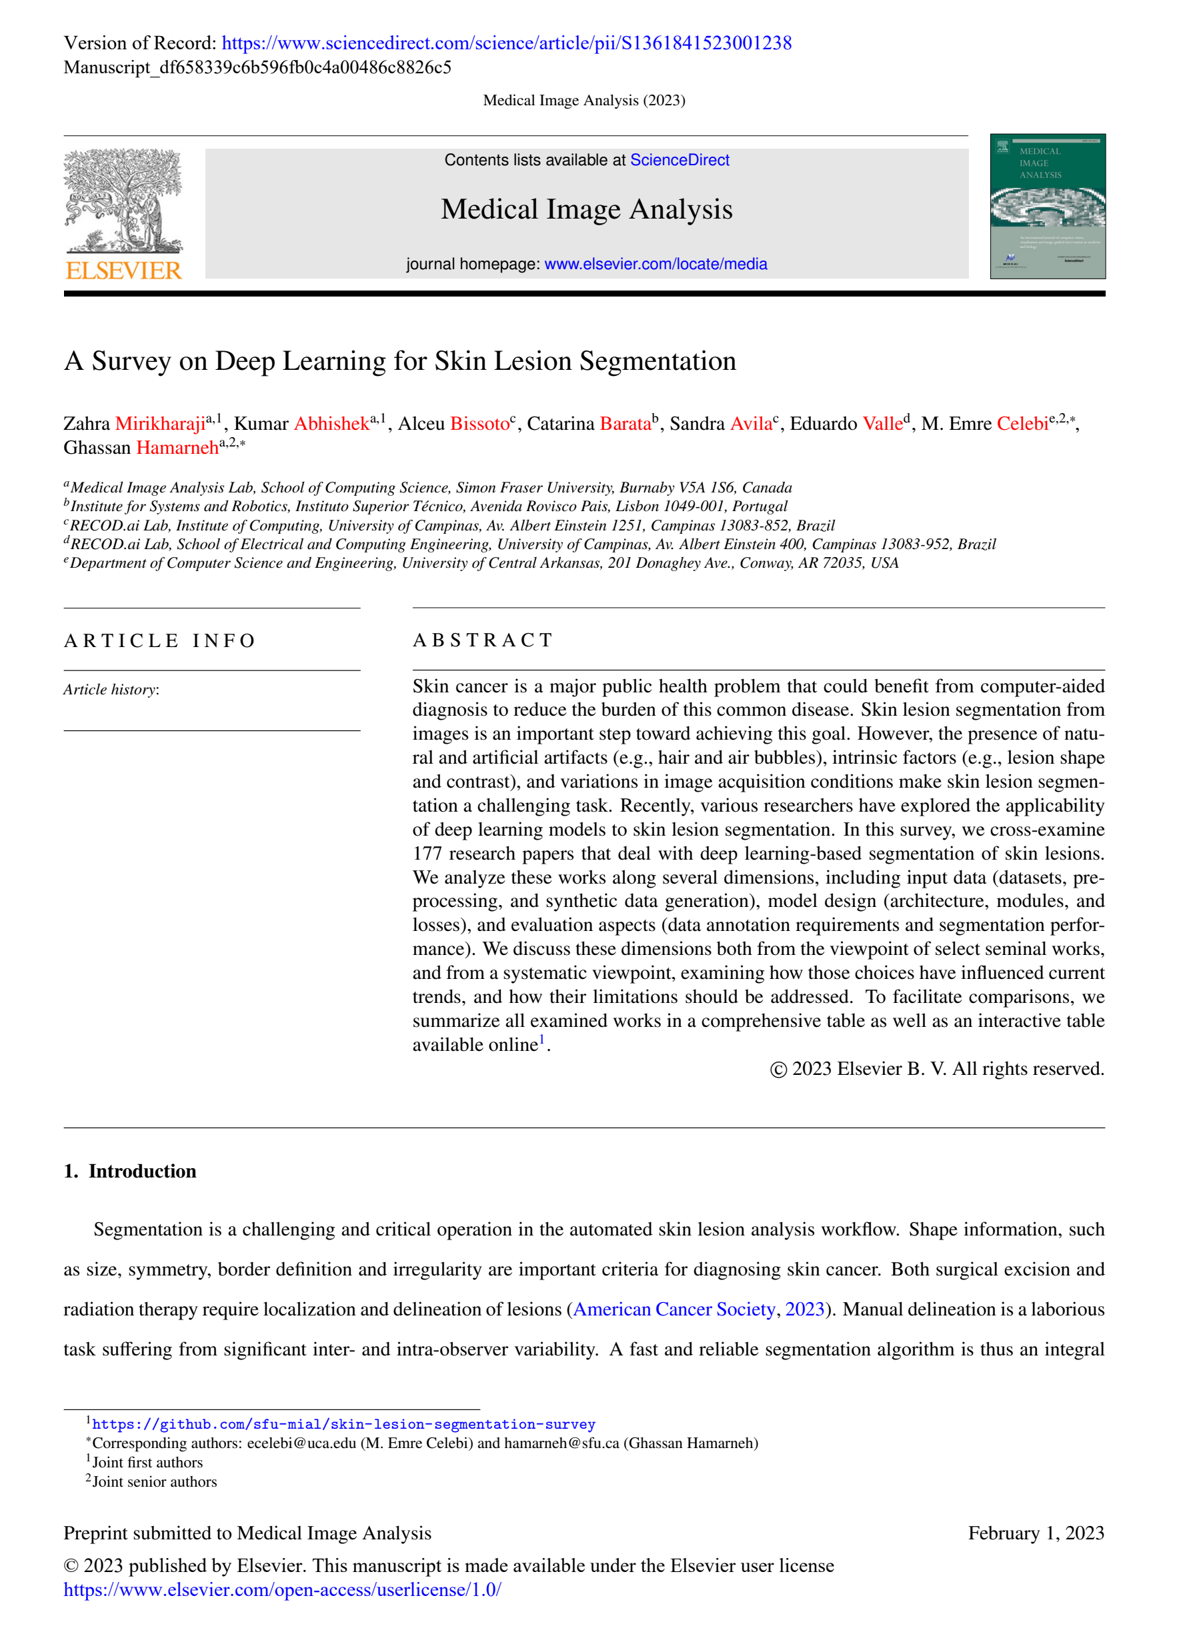 Version of Record: https://www.sciencedirect.com/science/article/pii/S1361841523001238
Manuscript_df658339c6b596fb0c4a00486c8826c5
Medical Image Analysis (2023)
Contents lists available at ScienceDirect
Medical Image Analysis
journal homepage: www.elsevier.com/locate/media
ELSEVIER
MEDICAL
IMAGE
ANALYSIS
A Survey on Deep Learning for Skin Lesion Segmentation
Zahra Mirikharaji^a,1, Kumar Abhishek^a,1, Alceu Bissoto^c, Catarina Barata^b, Sandra Avila^c, Eduardo Valle^d, M. Emre Celebi^e,2,*,
Ghassan Hamarneh^a,2,*
^a Medical Image Analysis Lab, School of Computing Science, Simon Fraser University, Burnaby V5A 1S6, Canada
^b Institute for Systems and Robotics, Instituto Superior Técnico, Avenida Rovisco Pais, Lisbon 1049-001, Portugal
^c RECOD.ai Lab, Institute of Computing, University of Campinas, Av. Albert Einstein 1251, Campinas 13083-852, Brazil
^d RECOD.ai Lab, School of Electrical and Computing Engineering, University of Campinas, Av. Albert Einstein 400, Campinas 13083-952, Brazil
^e Department of Computer Science and Engineering, University of Central Arkansas, 201 Donaghey Ave., Conway, AR 72035, USA
ARTICLE INFO
Article history:
ABSTRACT
Skin cancer is a major public health problem that could benefit from computer-aided
diagnosis to reduce the burden of this common disease. Skin lesion segmentation from
images is an important step toward achieving this goal. However, the presence of natu-
ral and artificial artifacts (e.g., hair and air bubbles), intrinsic factors (e.g., lesion shape
and contrast), and variations in image acquisition conditions make skin lesion segmen-
tation a challenging task. Recently, various researchers have explored the applicability
of deep learning models to skin lesion segmentation. In this survey, we cross-examine
177 research papers that deal with deep learning-based segmentation of skin lesions.
We analyze these works along several dimensions, including input data (datasets, pre-
processing, and synthetic data generation), model design (architecture, modules, and
losses), and evaluation aspects (data annotation requirements and segmentation perfor-
mance). We discuss these dimensions both from the viewpoint of select seminal works,
and from a systematic viewpoint, examining how those choices have influenced current
trends, and how their limitations should be addressed. To facilitate comparisons, we
summarize all examined works in a comprehensive table as well as an interactive table
available online^1.
© 2023 Elsevier B. V. All rights reserved.
1. Introduction
Segmentation is a challenging and critical operation in the automated skin lesion analysis workflow. Shape information, such
as size, symmetry, border definition and irregularity are important criteria for diagnosing skin cancer. Both surgical excision and
radiation therapy require localization and delineation of lesions (American Cancer Society, 2023). Manual delineation is a laborious
task suffering from significant inter- and intra-observer variability. A fast and reliable segmentation algorithm is thus an integral
^1 https://github.com/sfu-mial/skin-lesion-segmentation-survey
*Corresponding authors: ecelebi@uca.edu (M. Emre Celebi) and hamarneh@sfu.ca (Ghassan Hamarneh)
^1 Joint first authors
^2 Joint senior authors
Preprint submitted to Medical Image Analysis
February 1, 2023
© 2023 published by Elsevier. This manuscript is made available under the Elsevier user license
https://www.elsevier.com/open-access/userlicense/1.0/